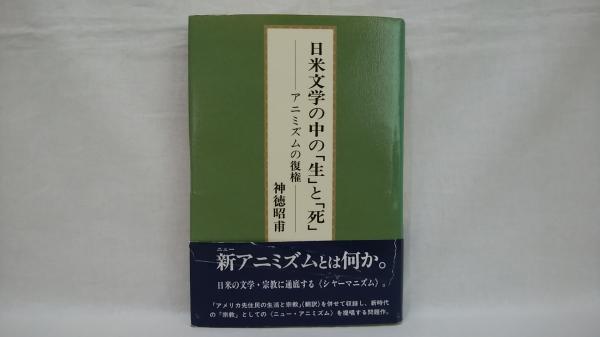 日米文学の中の「生」と「死」
——アニミズムの復権——
神徳昭甫
ニュー
新アニミズムとは何か。
日米の文学・宗教に通底する〈シャーマニズム〉。
「アメリカ先住民の生活と宗教」(翻訳)を併せて収録し、新時代
の「宗教」としての〈ニュー・アニミズム〉を提唱する問題作。